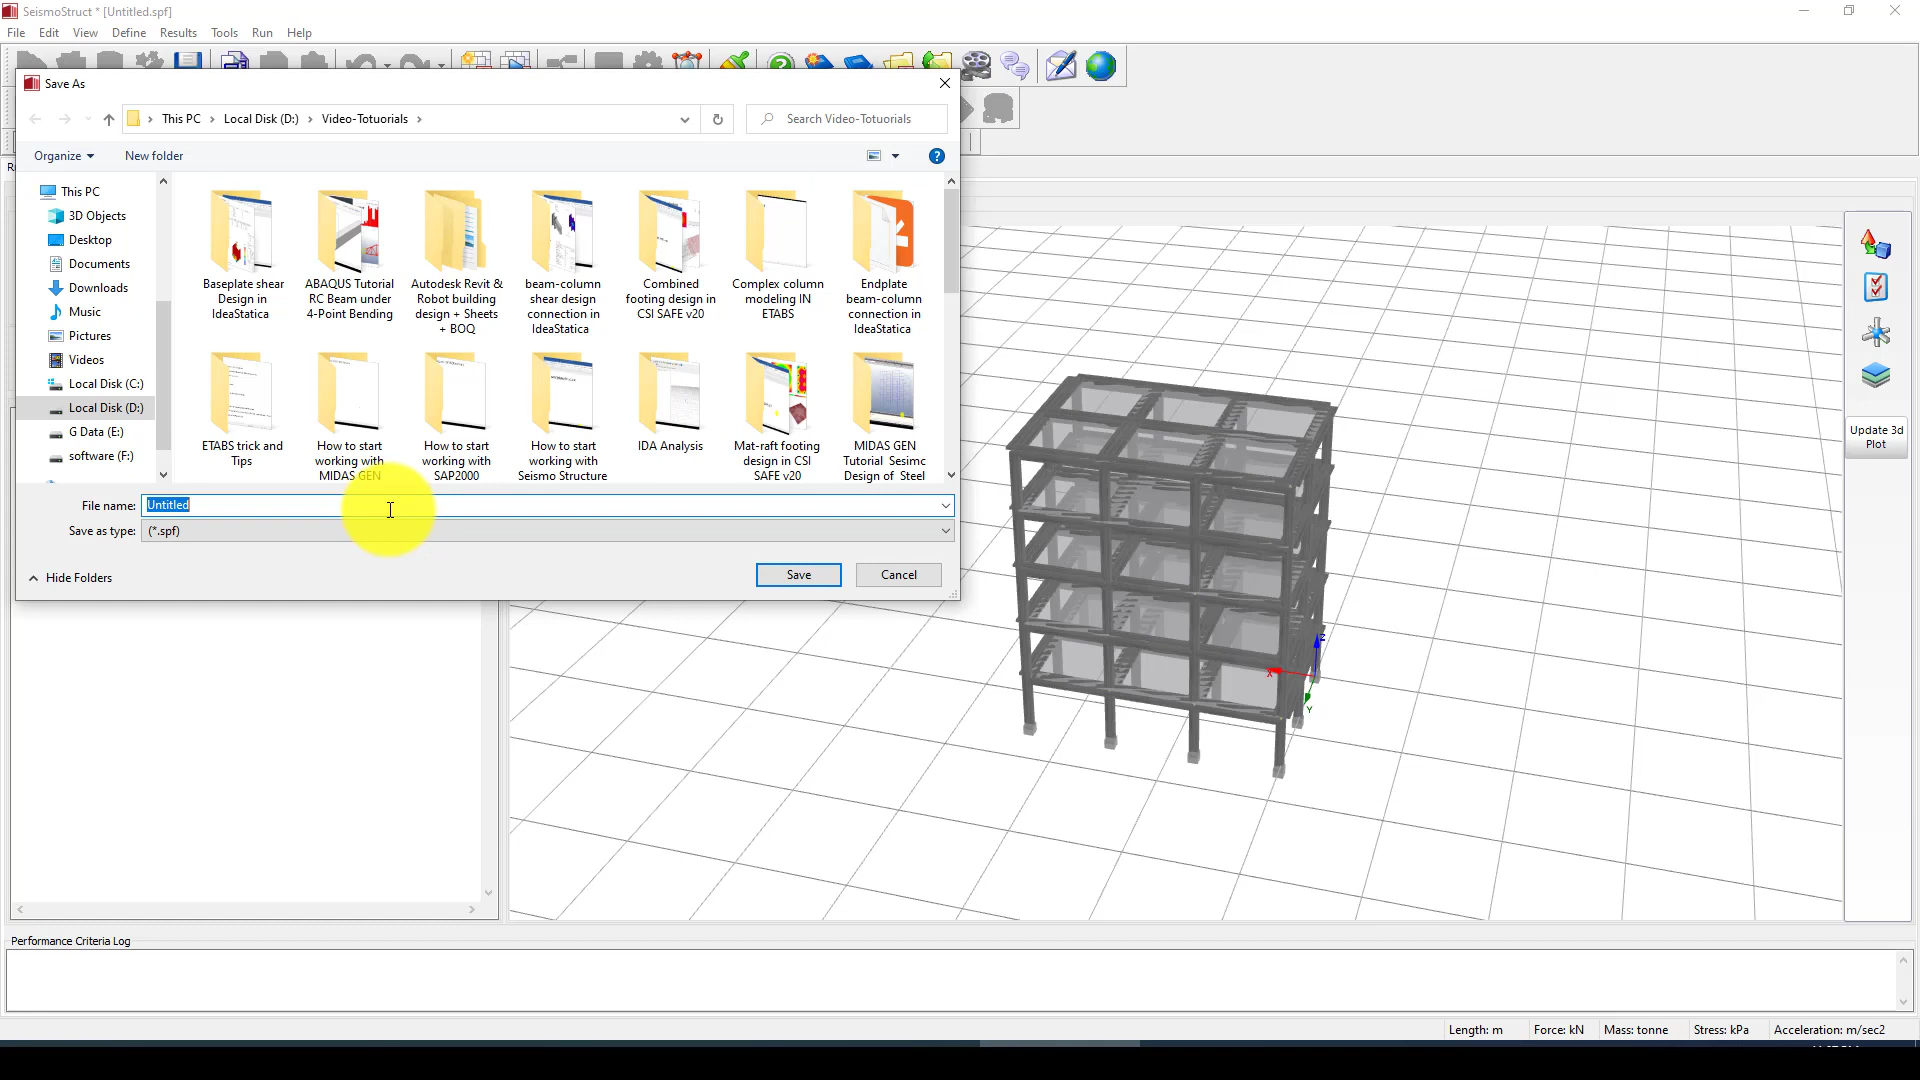 SeismoStruct * [Untitled.spf]
File Edit View Define Results Tools Run Help
Save As
This PC > Local Disk (D:) > Video-Totuorials >
Search Video-Totuorials
Organize
New folder
This PC
3D Objects
Desktop
Documents
Downloads
Music
Pictures
Videos
Local Disk (C:)
Local Disk (D:)
G Data (E:)
software (F:)
Baseplate shear
Design in
IdeaStatica
ABAQUS Tutorial
RC Beam under
4-Point Bending
Autodesk Revit &
Robot building
design + Sheets
+ BOQ
beam-column
shear design
connection in
IdeaStatica
Combined
footing design in
CSI SAFE v20
Complex column
modeling IN
ETABS
Endplate
beam-column
connection in
IdeaStatica
ETABS trick and
Tips
How to start
working with
MIDAS GEN
How to start
working with
SAP2000
How to start
working with
Seismo Structure
IDA Analysis
Mat-raft footing
design in CSI
SAFE v20
MIDAS GEN
Tutorial Sesimc
Design of Steel
File name: Untitled
Save as type: (*.spf)
Hide Folders
Save
Cancel
Update 3d
Plot
Z
X
Y
Performance Criteria Log
Length: m Force: kN Mass: tonne Stress: kPa Acceleration: m/sec2